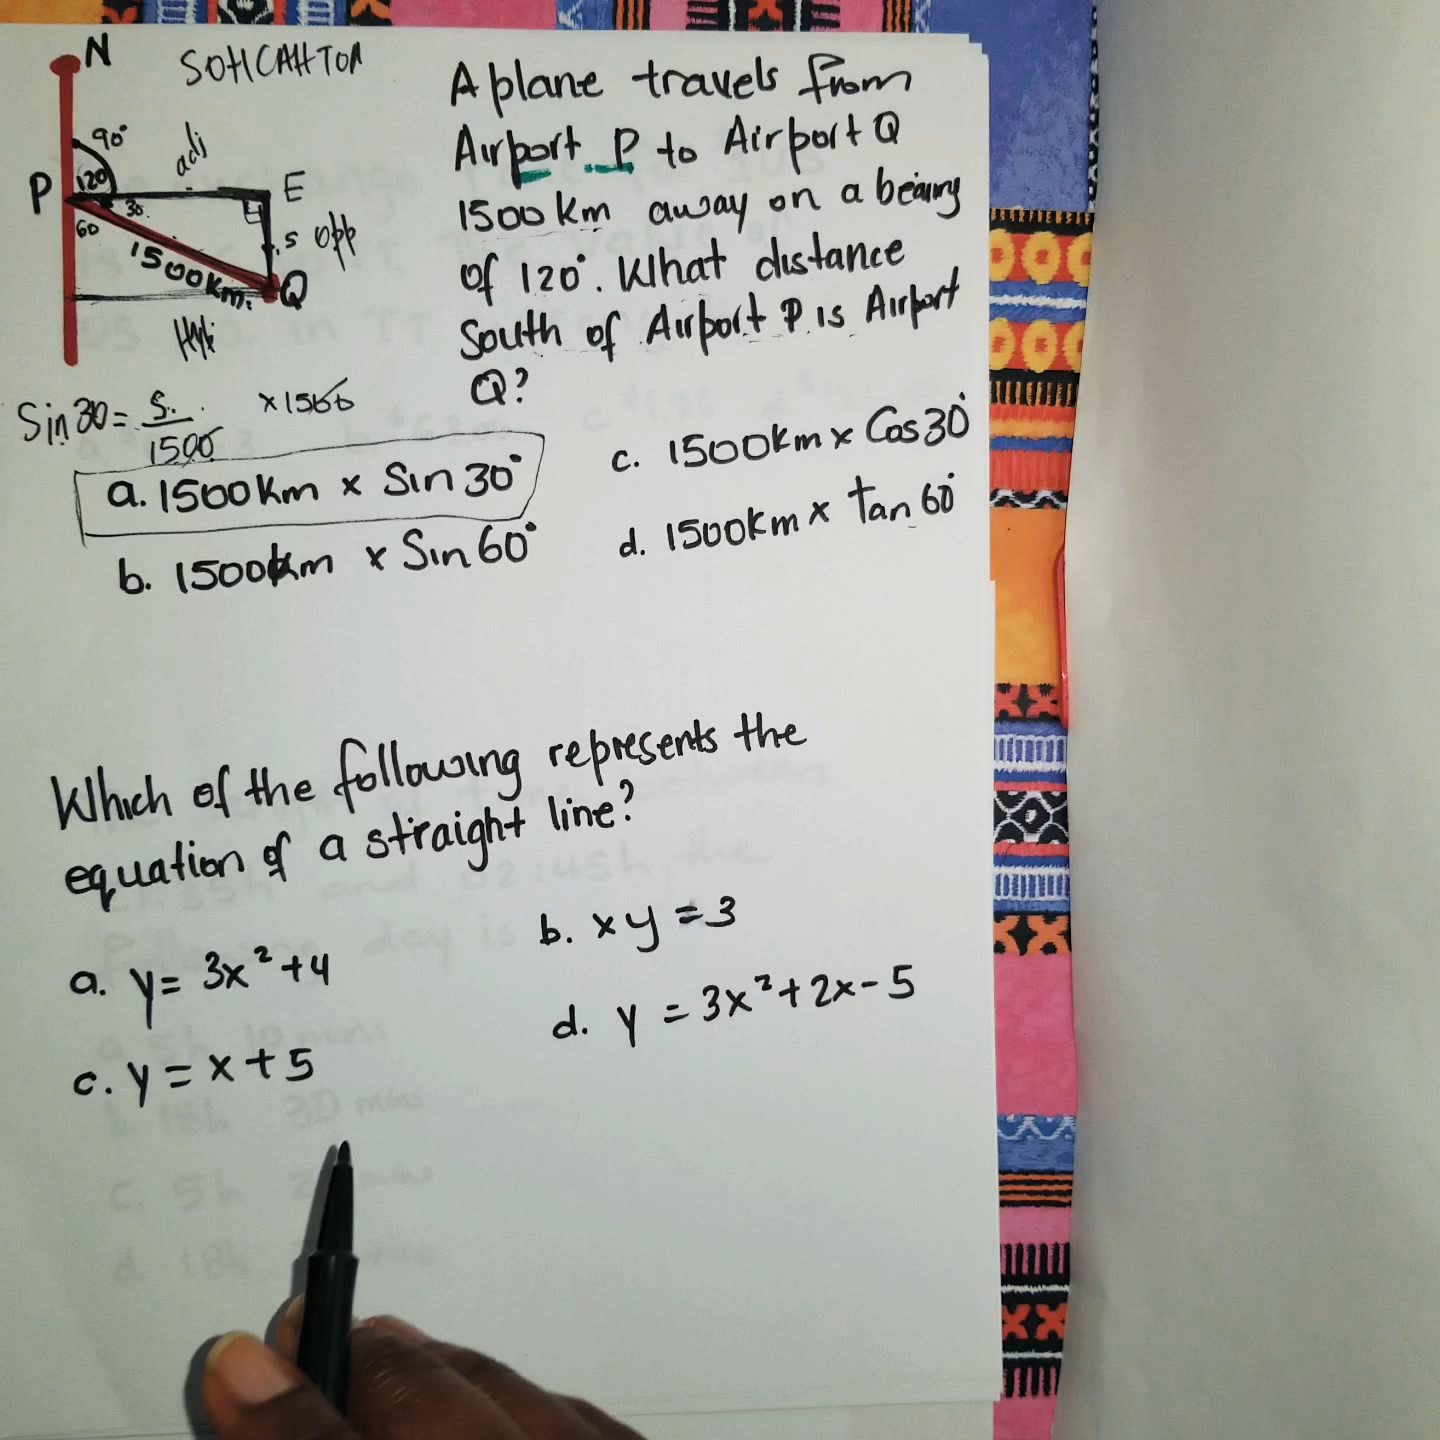 N
SOHCAHTOA
90°
adj
P
120
E
30.
60
s
opp
1500km.
Q
Hyp
A plane travels from
Airport P to Airport Q
1500 km away on a bearing
of 120°. What distance
South of Airport P is Airport
Q?
Sin 30 = s. / 1500 × 1500
a. 1500 km × Sin 30°
b. 1500km × Sin 60°
c. 1500km × Cos 30°
d. 1500km × tan 60°
Which of the following represents the
equation of a straight line?
a. y = 3x² + 4
b. xy = 3
c. y = x + 5
d. y = 3x² + 2x - 5